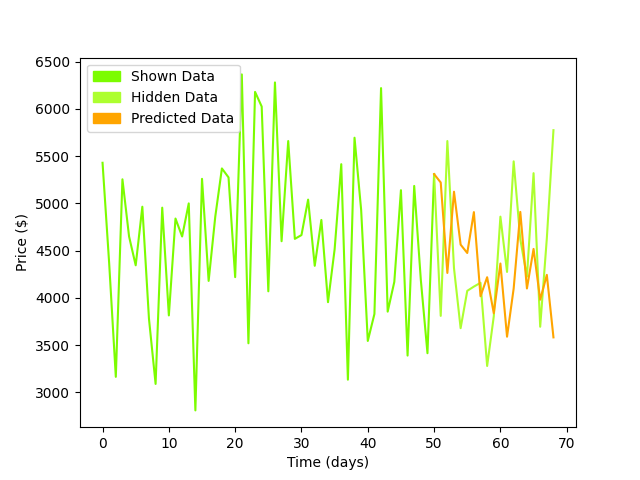 6500
6000
5500
5000
4500
4000
3500
3000
Price ($)
Shown Data
Hidden Data
Predicted Data
0 10 20 30 40 50 60 70
Time (days)